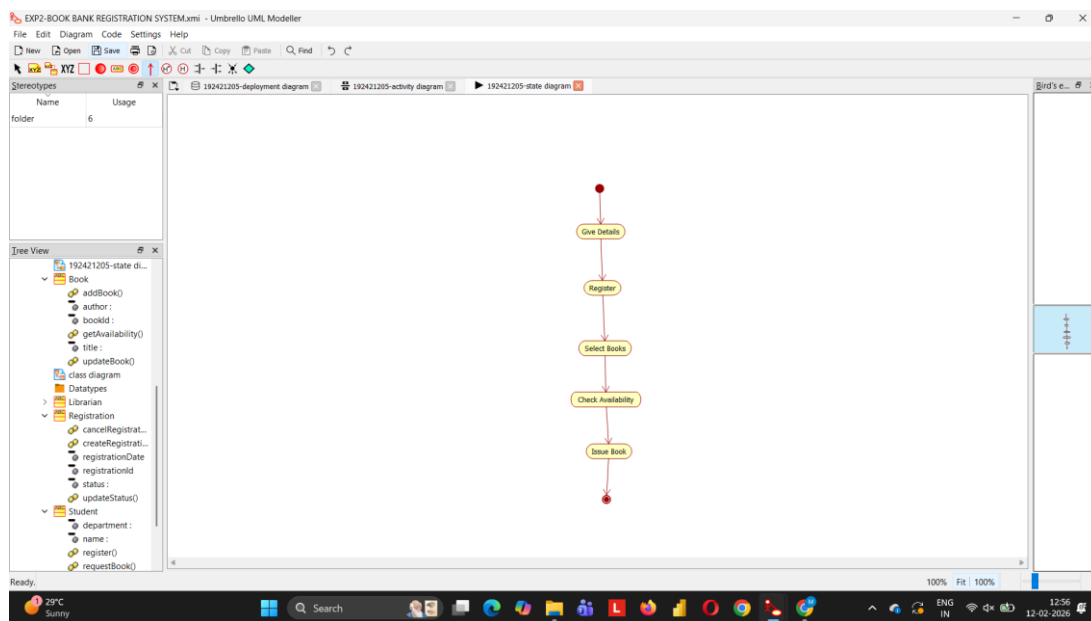 EXP2-BOOK BANK REGISTRATION SYSTEM.xmi - Umbrello UML Modeller
File Edit Diagram Code Settings Help
New Open Save Cut Copy Paste Find
XYZ XYZ
Stereotypes
Name Usage
folder 6
192421205-deployment diagram 192421205-activity diagram 192421205-state diagram
Bird's e...
Give Details
Register
Select Books
Check Availability
Issue Book
Tree View
192421205-state di...
Book
addBook()
author :
bookId :
getAvailability()
title :
updateBook()
class diagram
Datatypes
Librarian
Registration
cancelRegistrat...
createRegistrati...
registrationDate
registrationId
status :
updateStatus()
Student
department :
name :
register()
requestBook()
Ready.
100% Fit 100%
1
29°C
Sunny
Search
L
ENG
IN
12:56
12-02-2026